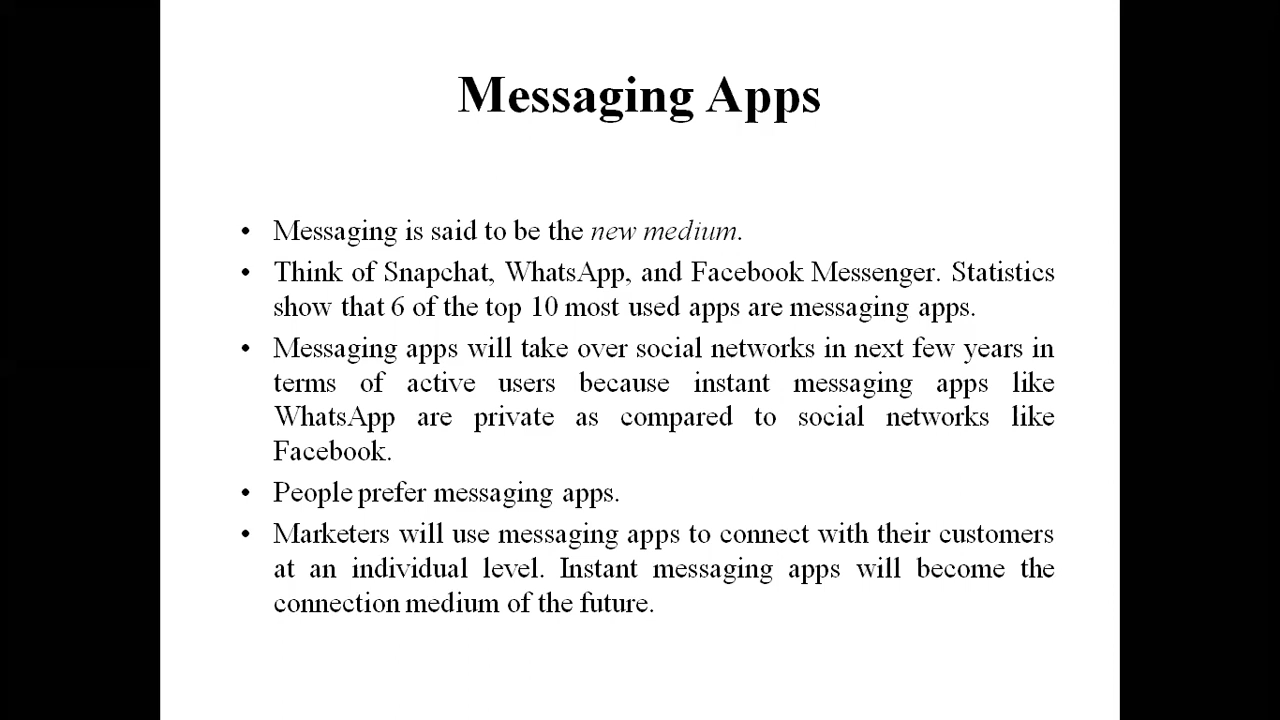 Messaging Apps
• Messaging is said to be the new medium.
• Think of Snapchat, WhatsApp, and Facebook Messenger. Statistics
show that 6 of the top 10 most used apps are messaging apps.
• Messaging apps will take over social networks in next few years in
terms of active users because instant messaging apps like
WhatsApp are private as compared to social networks like
Facebook.
• People prefer messaging apps.
• Marketers will use messaging apps to connect with their customers
at an individual level. Instant messaging apps will become the
connection medium of the future.